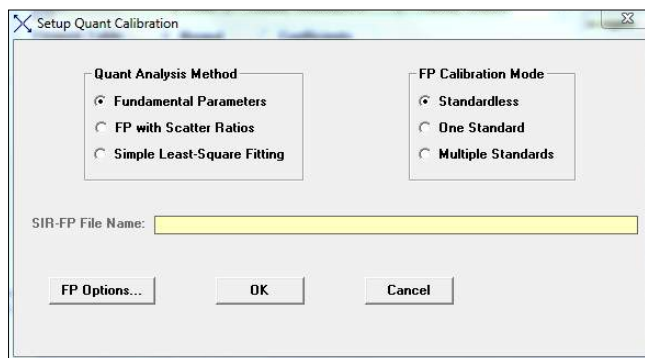 Setup Quant Calibration
Quant Analysis Method
Fundamental Parameters
FP with Scatter Ratios
Simple Least-Square Fitting
FP Calibration Mode
Standardless
One Standard
Multiple Standards
SIR-FP File Name:
FP Options...
OK
Cancel